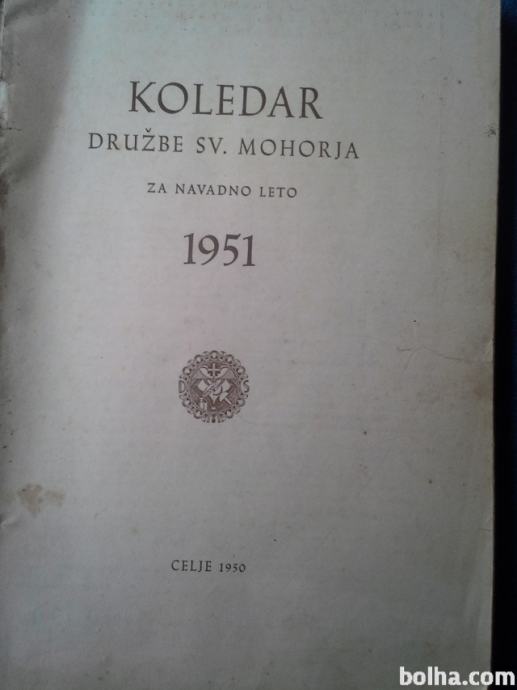 KOLEDAR
DRUŽBE SV. MOHORJA
ZA NAVADNO LETO
1951
CELJE 1950
bolha.com